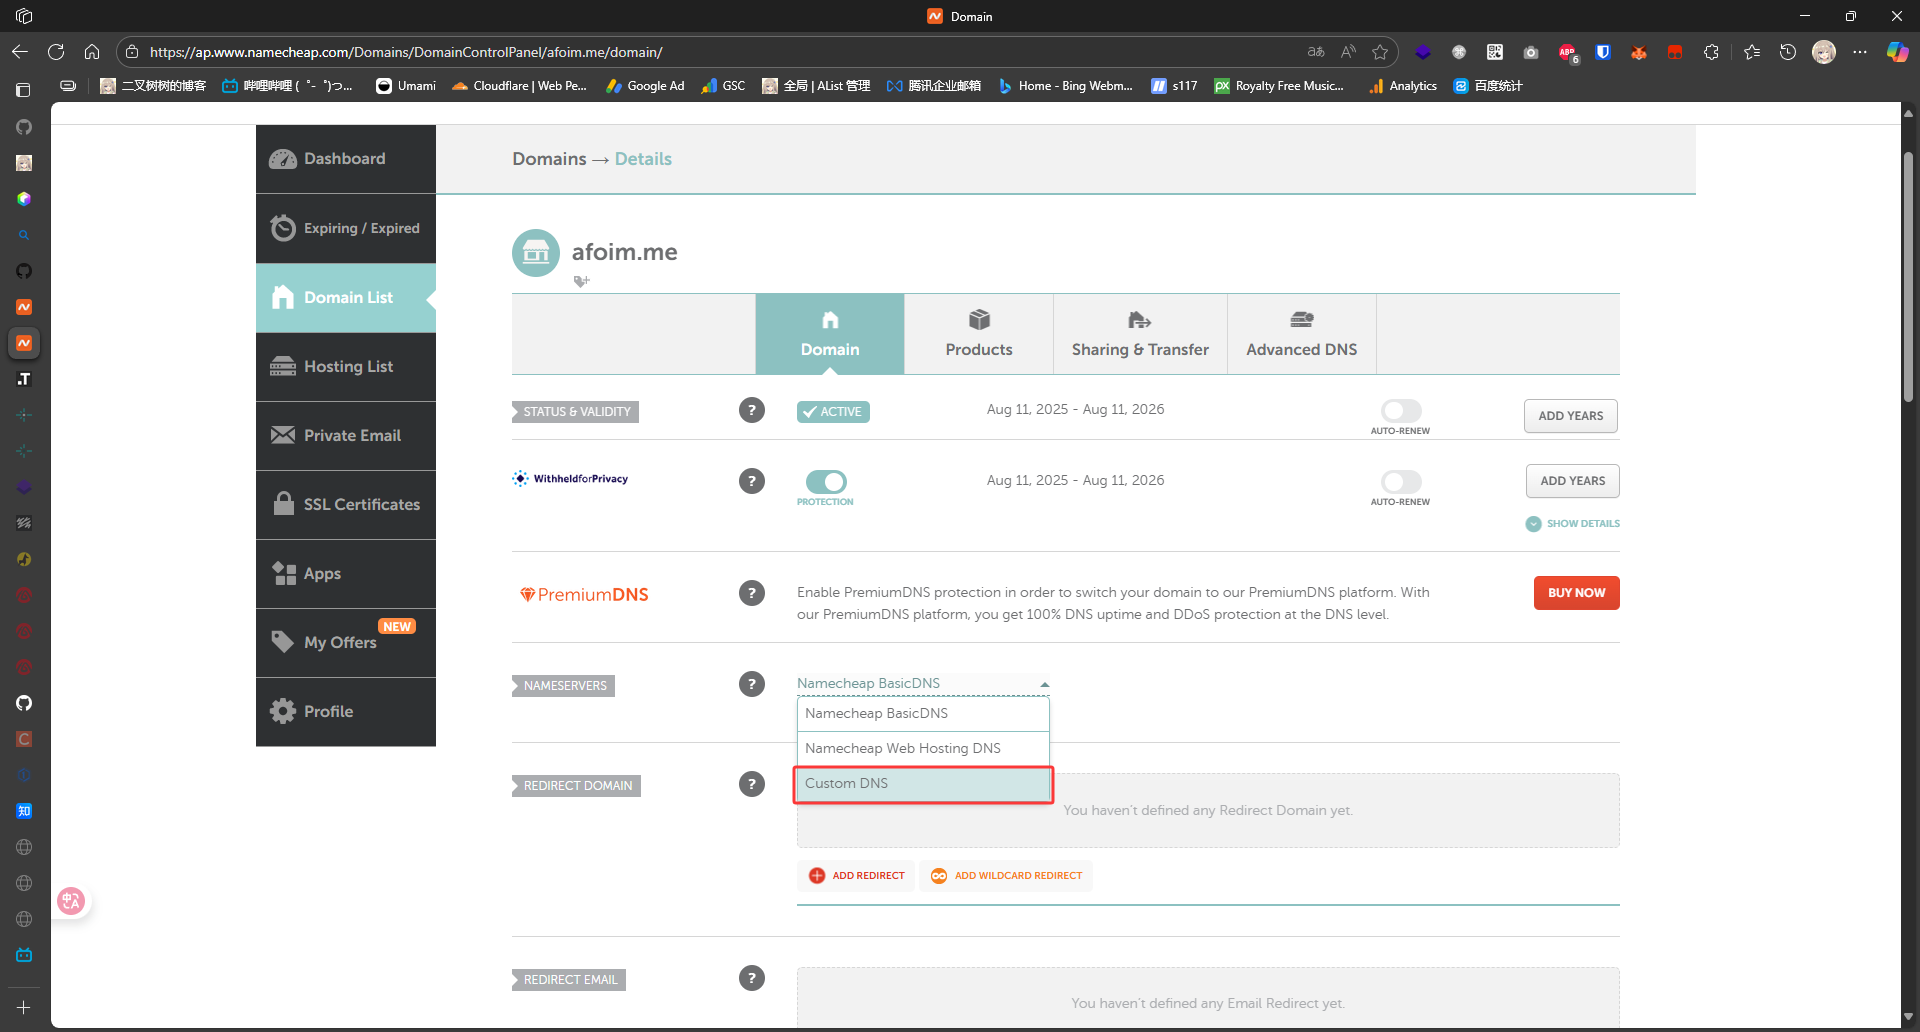 Domain
https://ap.www.namecheap.com/Domains/DomainControlPanel/afoim.me/domain/
二叉树树的博客
哔哩哔哩 (゜-゜)つ...
Umami
Cloudflare | Web Pe...
Google Ad
GSC
全局 | AList 管理
腾讯企业邮箱
Home - Bing Webm...
s117
Royalty Free Music...
Analytics
百度统计
Dashboard
Expiring / Expired
Domain List
Hosting List
Private Email
SSL Certificates
Apps
NEW
My Offers
Profile
Domains → Details
afoim.me
Domain
Products
Sharing & Transfer
Advanced DNS
STATUS & VALIDITY
?
ACTIVE
Aug 11, 2025 - Aug 11, 2026
AUTO-RENEW
ADD YEARS
WithheldforPrivacy
?
PROTECTION
Aug 11, 2025 - Aug 11, 2026
AUTO-RENEW
ADD YEARS
SHOW DETAILS
PremiumDNS
?
Enable PremiumDNS protection in order to switch your domain to our PremiumDNS platform. With
our PremiumDNS platform, you get 100% DNS uptime and DDoS protection at the DNS level.
BUY NOW
NAMESERVERS
?
Namecheap BasicDNS
Namecheap BasicDNS
Namecheap Web Hosting DNS
Custom DNS
REDIRECT DOMAIN
?
You haven't defined any Redirect Domain yet.
ADD REDIRECT
ADD WILDCARD REDIRECT
REDIRECT EMAIL
?
You haven't defined any Email Redirect yet.